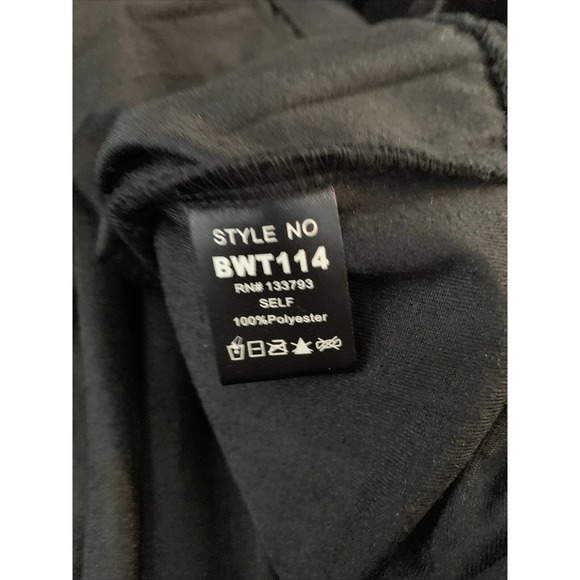 STYLE NO
BWT114
RN# 133793
SELF
100%Polyester